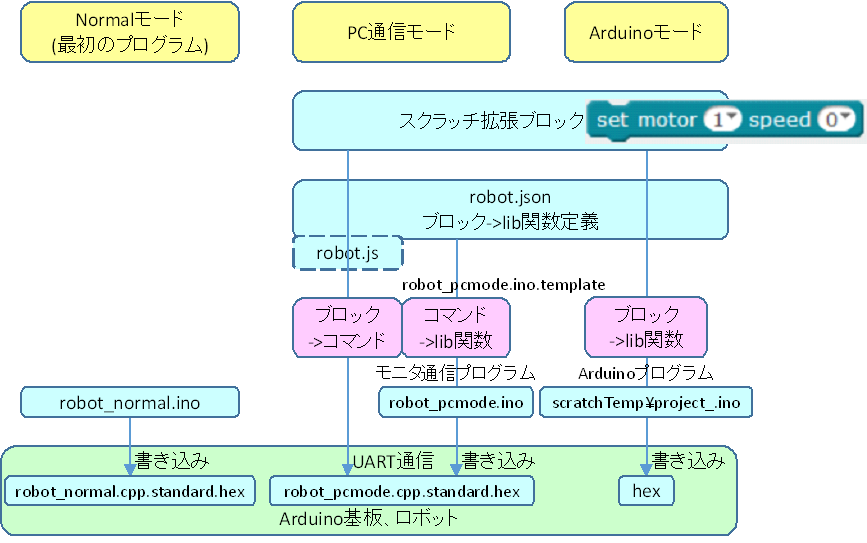 Normalモード
(最初のプログラム)
PC通信モード
Arduinoモード
スクラッチ拡張ブロック
set motor 1 speed 0
robot.json
ブロック->lib関数定義
robot.js
robot_pcmode.ino.template
ブロック
->コマンド
コマンド
->lib関数
ブロック
->lib関数
モニタ通信プログラム
Arduinoプログラム
robot_normal.ino
robot_pcmode.ino
scratchTemp¥project_.ino
書き込み
UART通信
書き込み
書き込み
robot_normal.cpp.standard.hex
robot_pcmode.cpp.standard.hex
hex
Arduino基板、ロボット